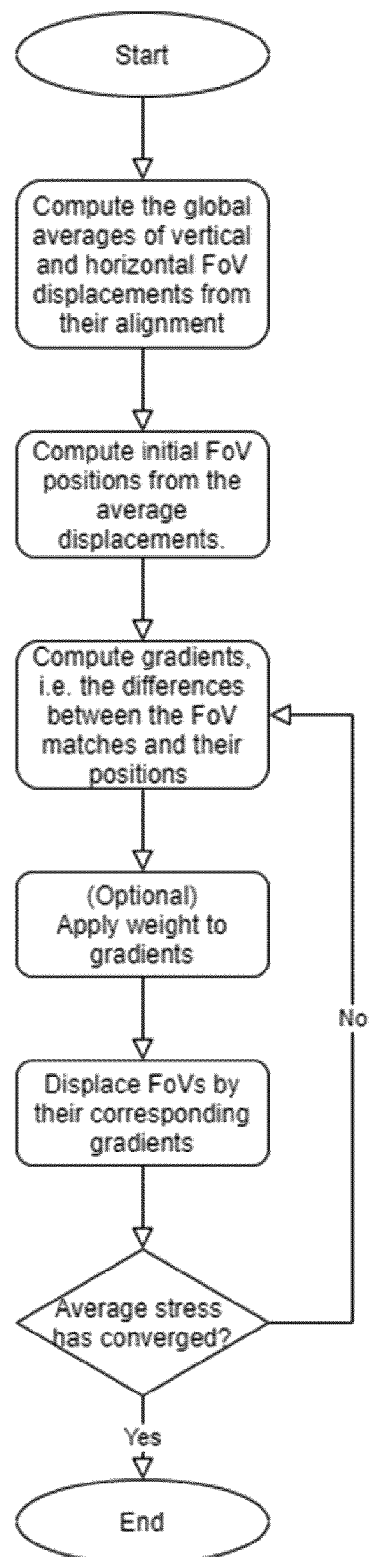 Start
Compute the global
averages of vertical
and horizontal FoV
displacements from
their alignment
Compute initial FoV
positions from the
average
displacements.
Compute gradients,
i.e. the differences
between the FoV
matches and their
positions
(Optional)
Apply weight to
gradients
No
Displace FoVs by
their corresponding
gradients
Average stress
has converged?
Yes
End